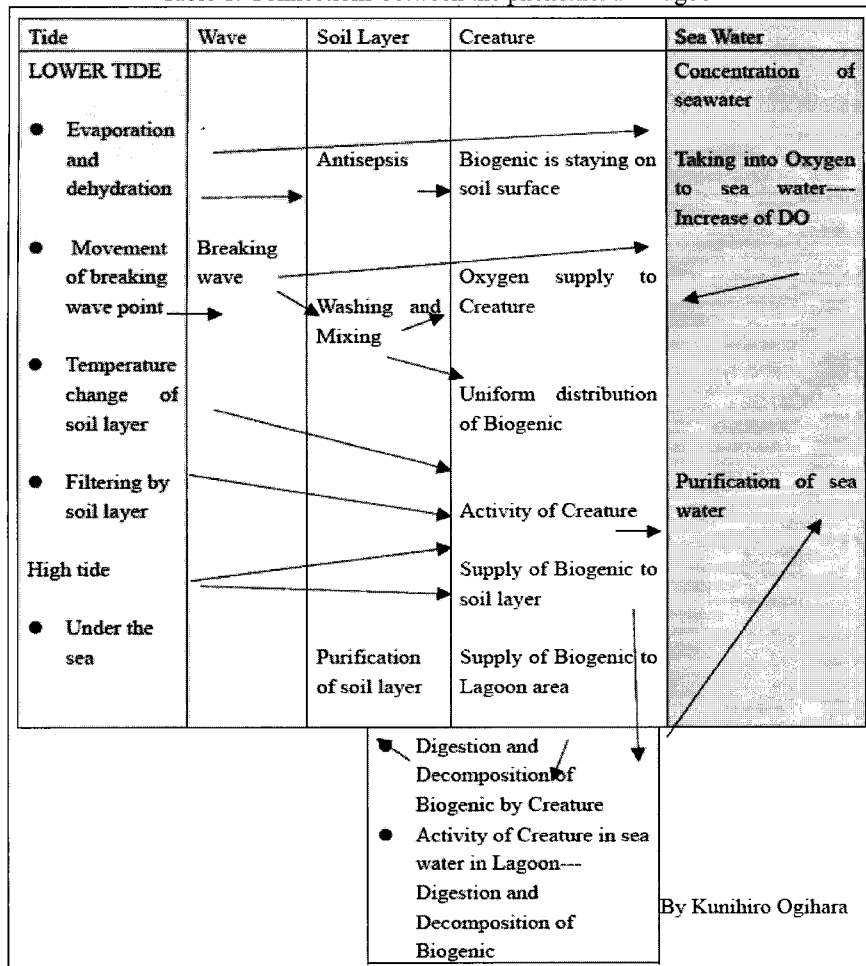 Tide
LOWER TIDE
● Evaporation
and
dehydration
● Movement
of breaking
wave point
● Temperature
change of
soil layer
● Filtering by
soil layer
High tide
● Under the
sea
Wave
Breaking
wave
Soil Layer
Antisepsis
Washing and
Mixing
Purification
of soil layer
Creature
Biogenic is staying on
soil surface
Oxygen supply to
Creature
Uniform distribution
of Biogenic
Activity of Creature
Supply of Biogenic to
soil layer
Supply of Biogenic to
Lagoon area
Sea Water
Concentration of
seawater
Taking into Oxygen
to sea water----
Increase of DO
Purification of sea
water
● Digestion and
Decomposition of
Biogenic by Creature
● Activity of Creature in sea
water in Lagoon---
Digestion and
Decomposition of
Biogenic
By Kunihiro Ogihara